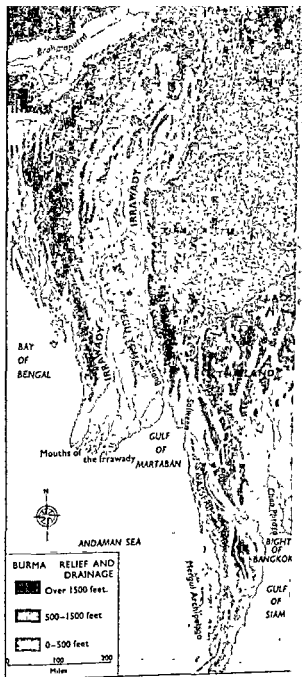 Brahmaputra
IRRAWADY
BAY
OF
BENGAL
IRRAWADY
THAILAND
Salween
GULF
OF
MARTABAN
Mouths of the Irrawady
N
ANDAMAN SEA
Mergui Archipelago
BIGHT OF
BANGKOK
GULF
OF
SIAM
BURMA RELIEF AND
DRAINAGE
Over 1500 feet.
500–1500 feet
0–500 feet
0 100 200
Miles